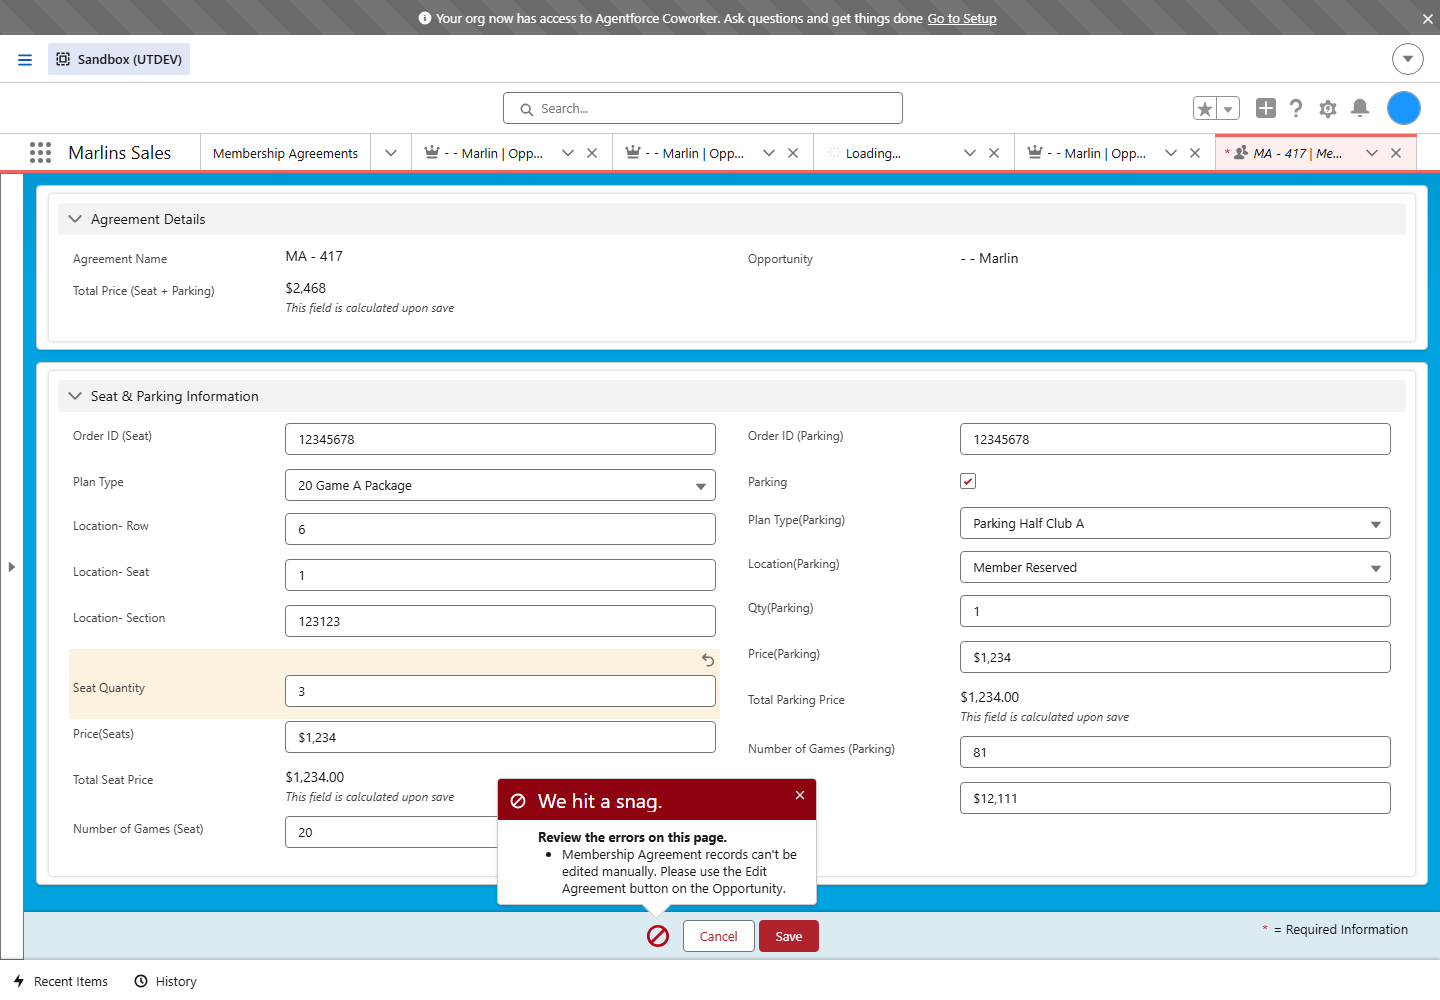 Your org now has access to Agentforce Coworker. Ask questions and get things done Go to Setup
Sandbox (UTDEV)
Search...
Marlins Sales
Membership Agreements
- - Marlin | Opp...
- - Marlin | Opp...
Loading...
- - Marlin | Opp...
* MA - 417 | Me...
Agreement Details
Agreement Name
MA - 417
Opportunity
- - Marlin
Total Price (Seat + Parking)
$2,468
This field is calculated upon save
Seat & Parking Information
Order ID (Seat)
12345678
Order ID (Parking)
12345678
Plan Type
20 Game A Package
Parking
Location- Row
6
Plan Type(Parking)
Parking Half Club A
Location- Seat
1
Location(Parking)
Member Reserved
Location- Section
123123
Qty(Parking)
1
Seat Quantity
3
Price(Parking)
$1,234
Price(Seats)
$1,234
Total Parking Price
$1,234.00
This field is calculated upon save
Total Seat Price
$1,234.00
This field is calculated upon save
Number of Games (Parking)
81
$12,111
Number of Games (Seat)
20
We hit a snag.
Review the errors on this page.
• Membership Agreement records can't be
edited manually. Please use the Edit
Agreement button on the Opportunity.
Cancel
Save
* = Required Information
Recent Items
History